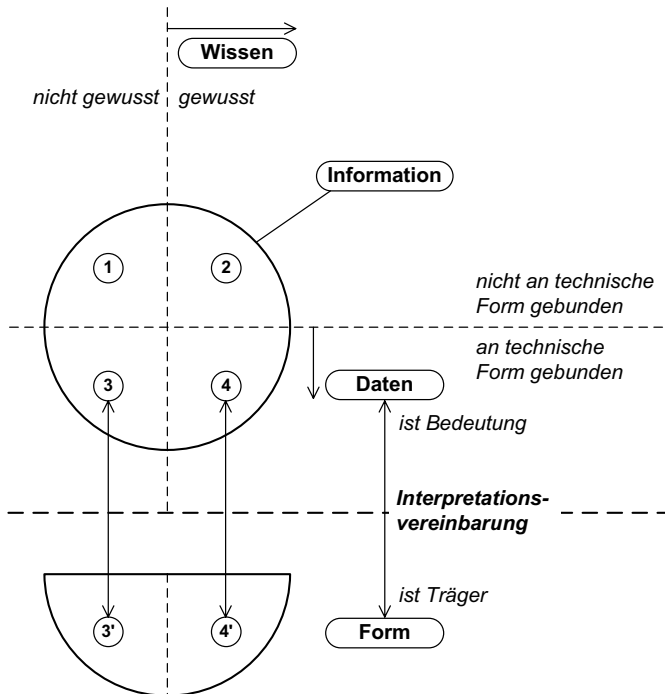 Wissen
nicht gewusst
gewusst
Information
1
2
nicht an technische
Form gebunden
an technische
Form gebunden
3
4
Daten
ist Bedeutung
Interpretations-
vereinbarung
ist Träger
3'
4'
Form